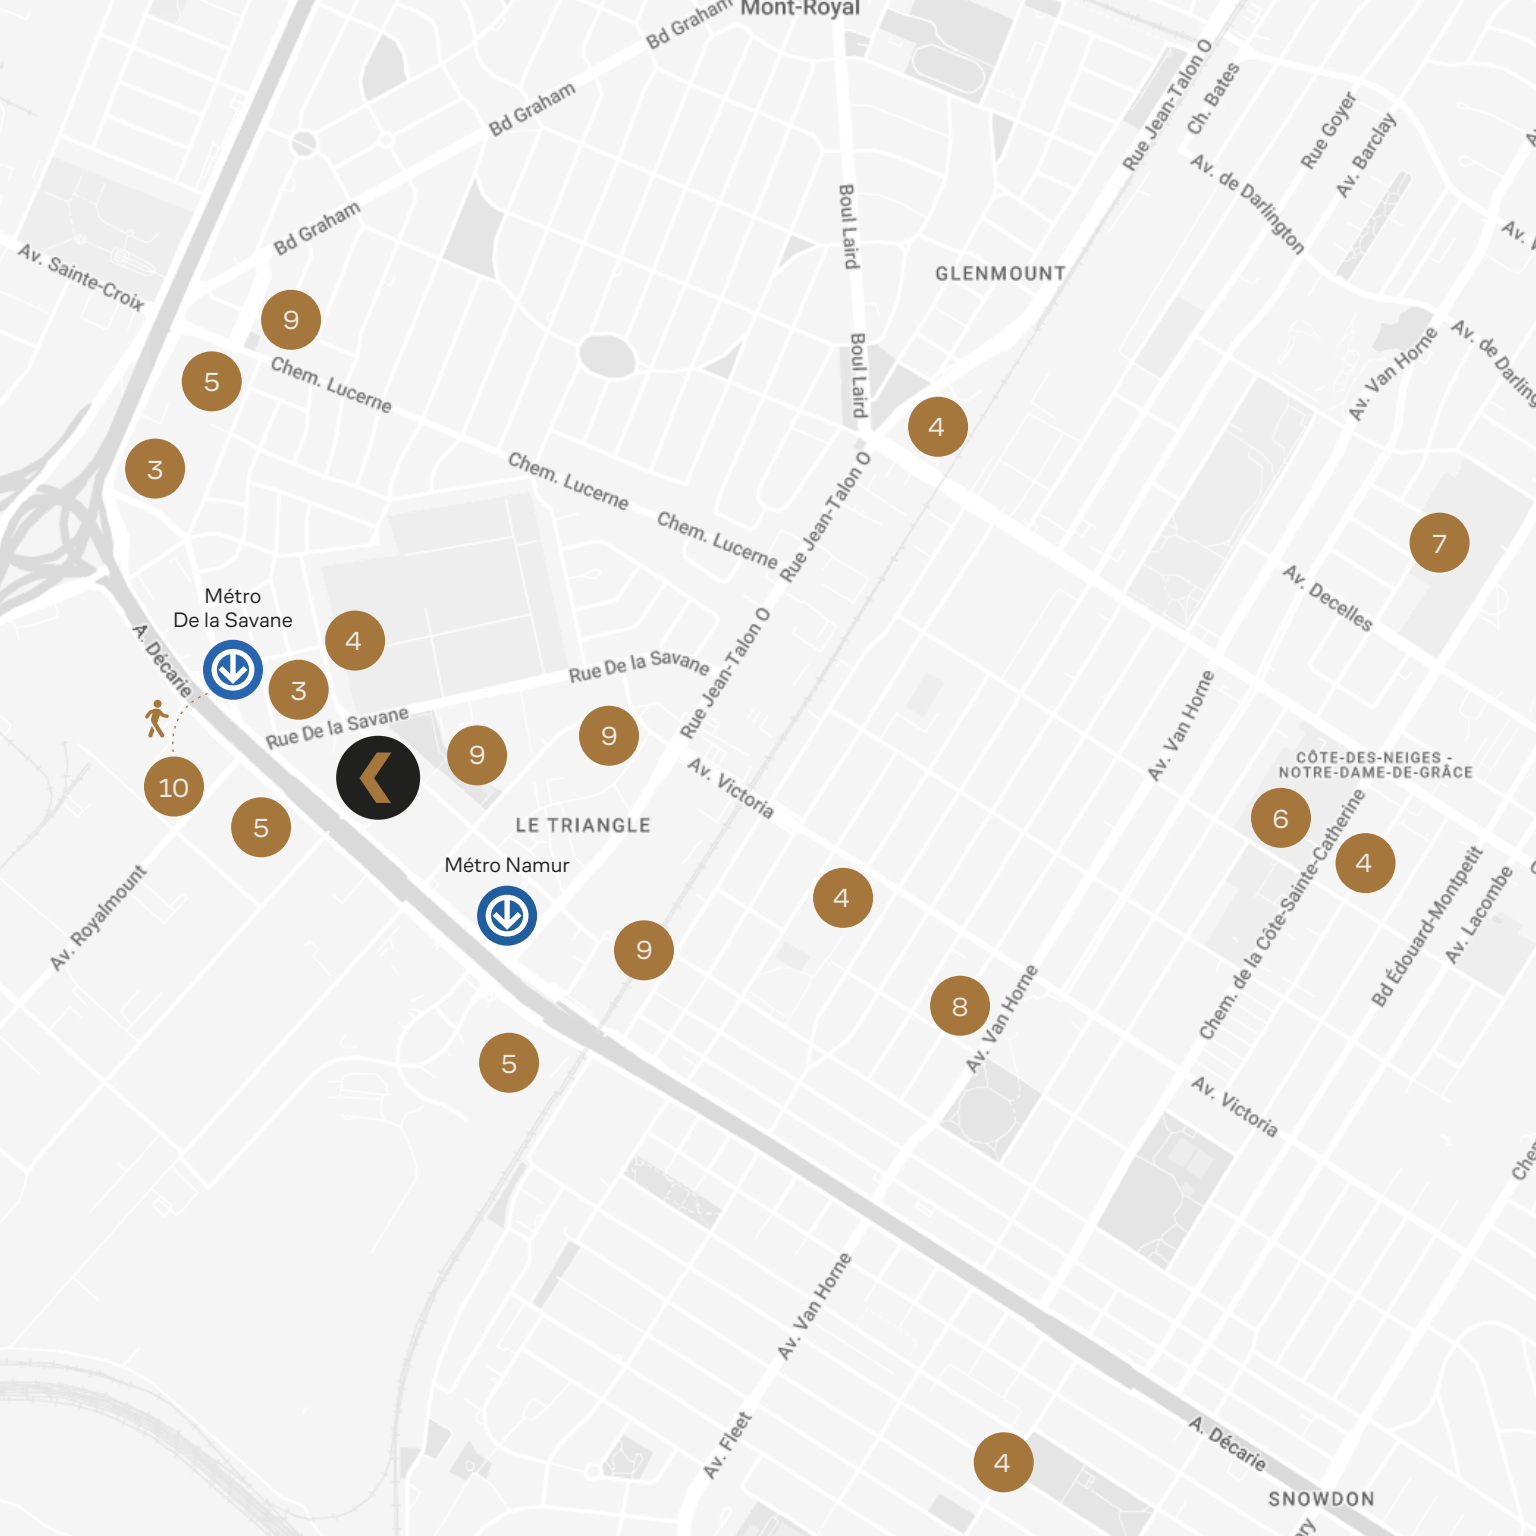 Mont-Royal
Bd Graham
Bd Graham
Bd Graham
Rue Jean-Talon O
Ch. Bates
Rue Goyer
Av. Barclay
Av. de Darlington
Boul Laird
GLENMOUNT
Av. Sainte-Croix
9
5
Chem. Lucerne
Boul Laird
Av. Van Horne
Av. de Darling
3
4
Chem. Lucerne
Chem. Lucerne
Rue Jean-Talon O
7
Av. Decelles
Métro
De la Savane
A. Décarie
4
3
Rue De la Savane
Rue De la Savane
Rue Jean-Talon O
9
9
Av. Victoria
Av. Van Horne
CÔTE-DES-NEIGES -
NOTRE-DAME-DE-GRÂCE
10
5
LE TRIANGLE
6
4
Chem. de la Côte-Sainte-Catherine
Métro Namur
Av. Royalmount
4
9
8
Av. Van Horne
Bd Édouard-Montpetit
Av. Lacombe
5
Av. Victoria
Av. Van Horne
Av. Fleet
4
A. Décarie
SNOWDON